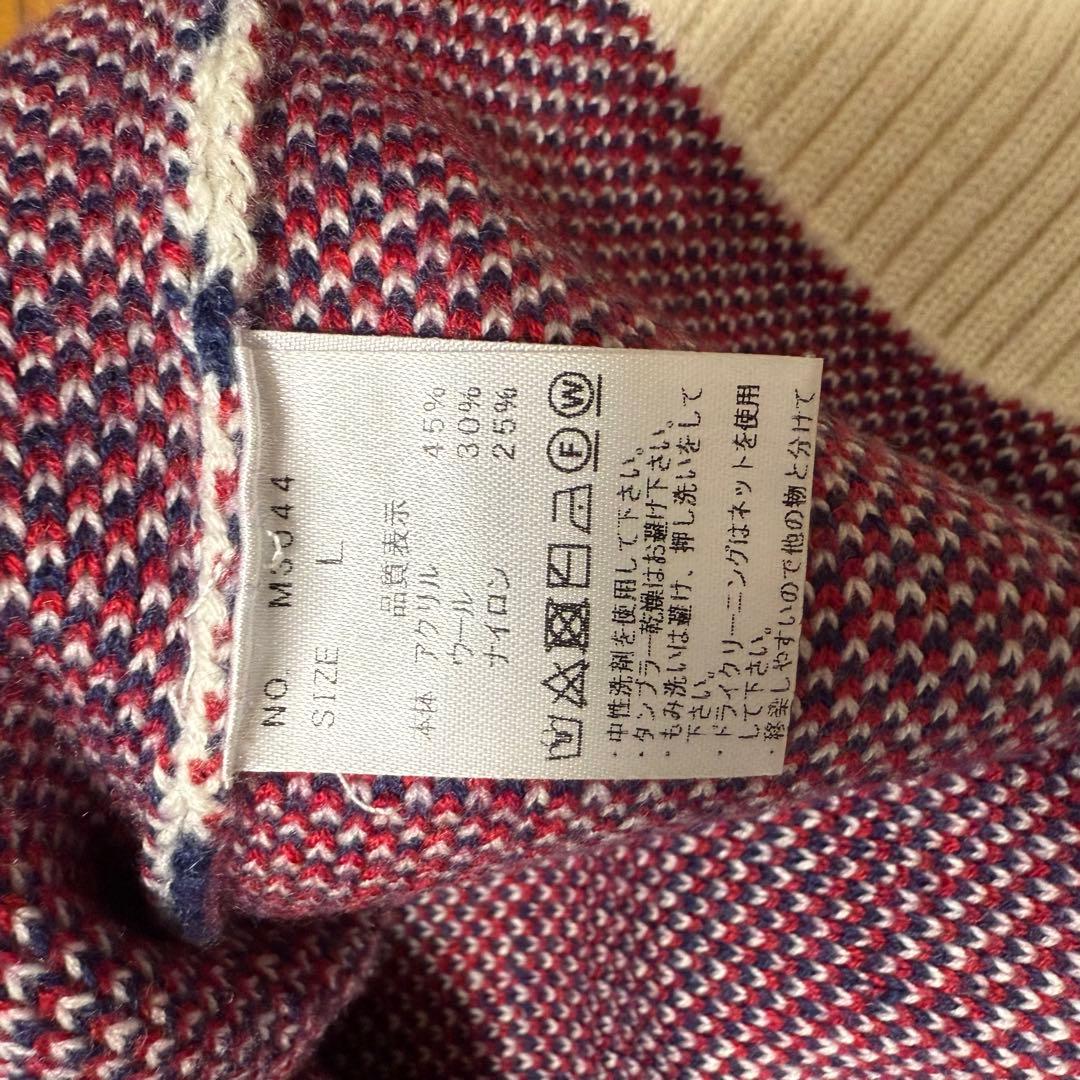 SIZE L
品質表示
本体 アクリル 45%
ウール 30%
ナイロン 25%
F W
・中性洗剤を使用して下さい。
・タンブラー乾燥はお避け下さい。
・もみ洗いは避け、押し洗いをして
下さい。
・ドライクリーニングはネットを使用
して下さい。
やすいので他の物と分けて